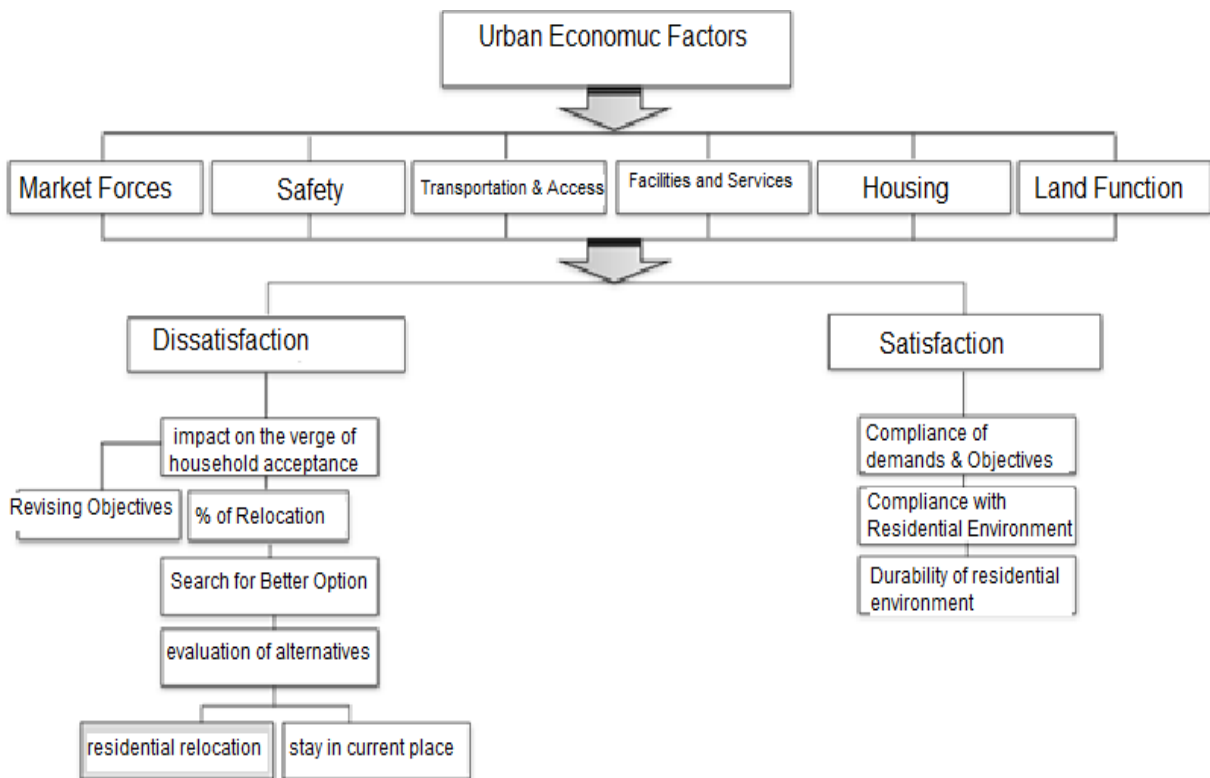 Urban Economuc Factors
Market Forces
Safety
Transportation & Access
Facilities and Services
Housing
Land Function
Dissatisfaction
Satisfaction
impact on the verge of
household acceptance
Revising Objectives
% of Relocation
Search for Better Option
evaluation of alternatives
residential relocation
stay in current place
Compliance of
demands & Objectives
Compliance with
Residential Environment
Durability of residential
environment